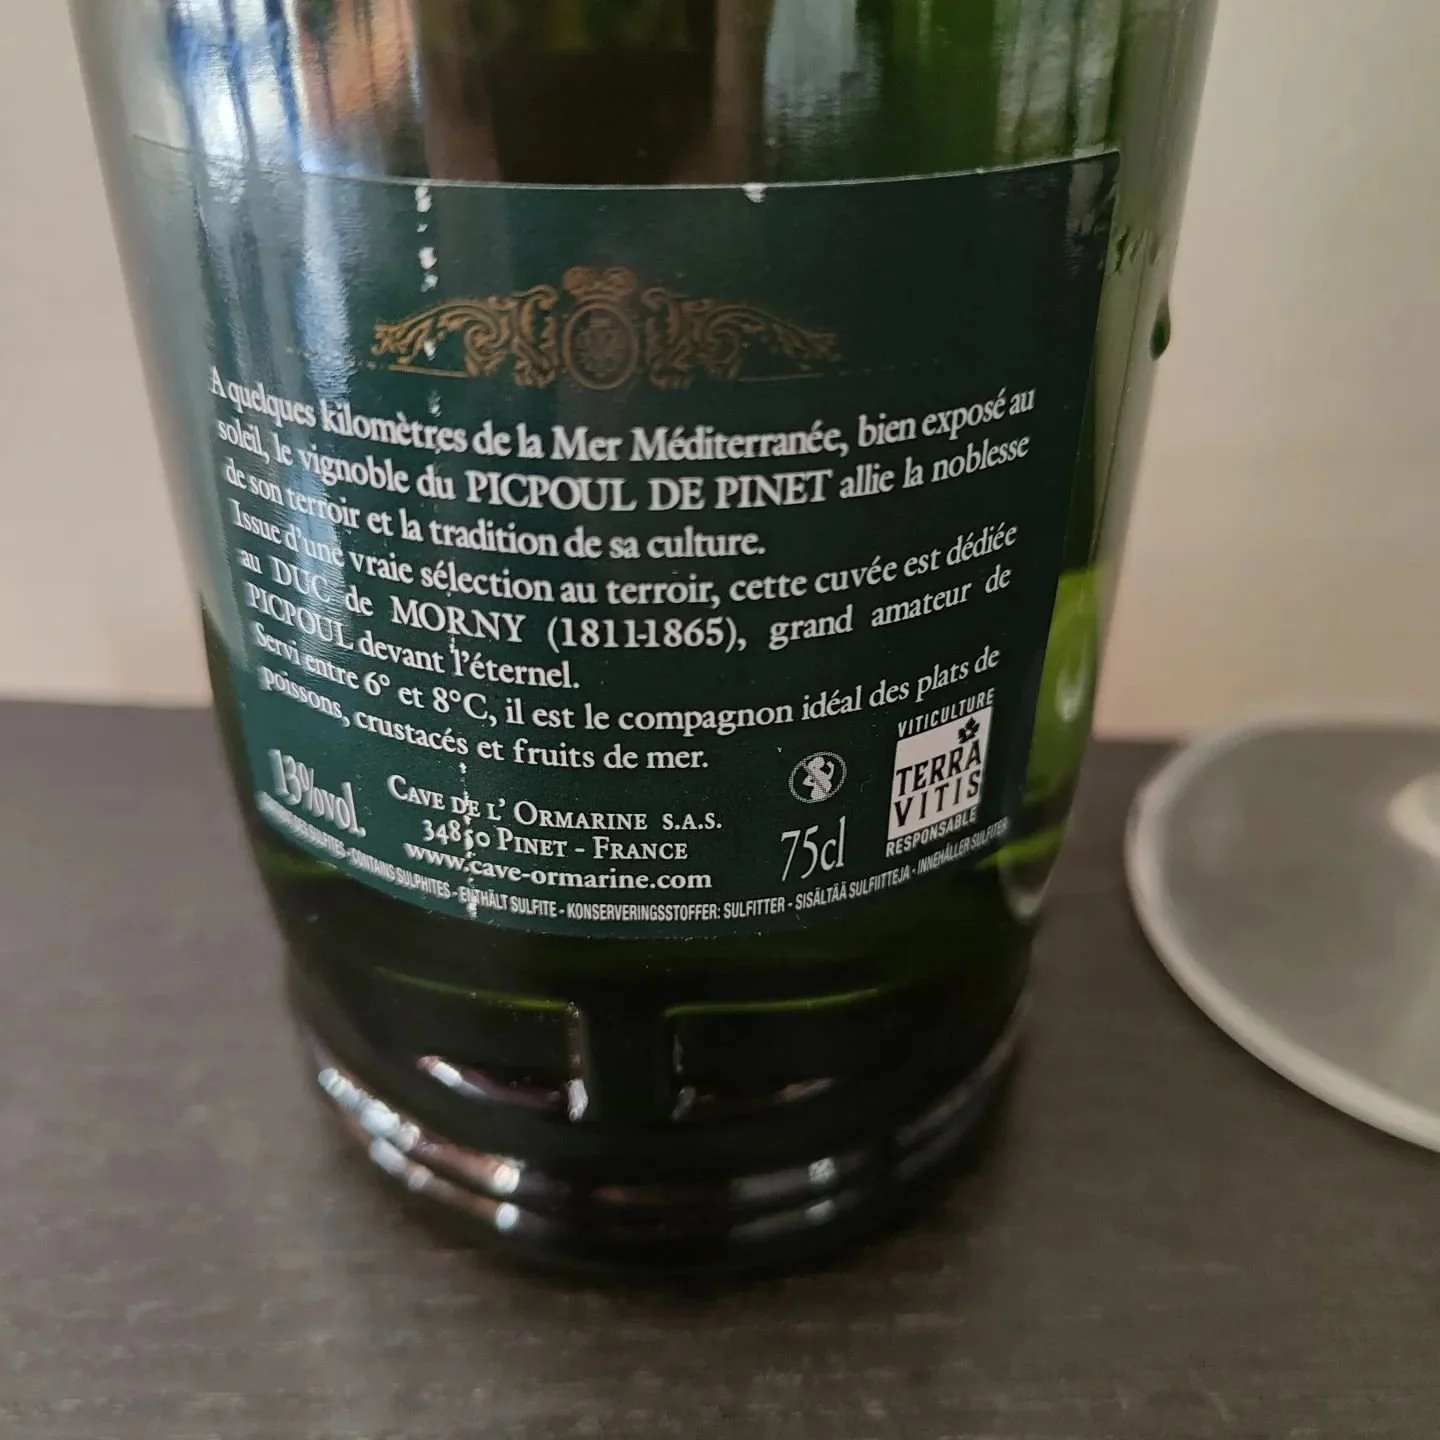 A quelques kilomètres de la Mer Méditerranée, bien exposé au
soleil, le vignoble du PICPOUL DE PINET allie la noblesse
de son terroir et la tradition de sa culture.
Issue d'une vraie sélection au terroir, cette cuvée est dédiée
au DUC de MORNY (1811-1865), grand amateur de
PICPOUL devant l'éternel.
Servi entre 6° et 8°C, il est le compagnon idéal des plats de
poissons, crustacés et fruits de mer.
13%vol.
CAVE DE L' ORMARINE S.A.S.
34850 PINET - FRANCE
www.cave-ormarine.com
75cl
VITICULTURE
TERRA
VITIS
RESPONSABLE
DES SULFITES - CONTAINS SULPHITES - ENTHÄLT SULFITE - KONSERVERINGSSTOFFER: SULFITTER - SISÄLTÄÄ SULFIITTEJA - INNEHÅLLER SULFITER